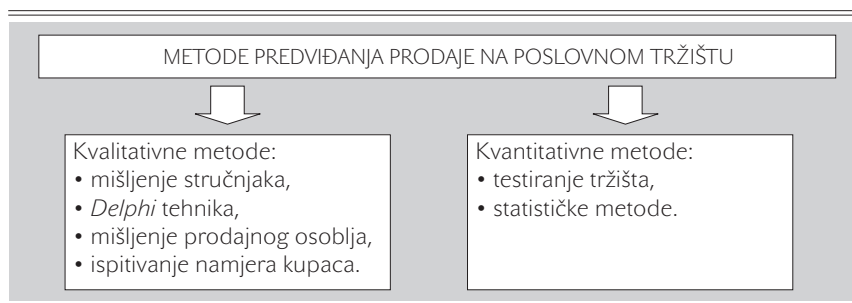 METODE PREDVIĐANJA PRODAJE NA POSLOVNOM TRŽIŠTU
Kvalitativne metode:
• mišljenje stručnjaka,
• Delphi tehnika,
• mišljenje prodajnog osoblja,
• ispitivanje namjera kupaca.
Kvantitativne metode:
• testiranje tržišta,
• statističke metode.